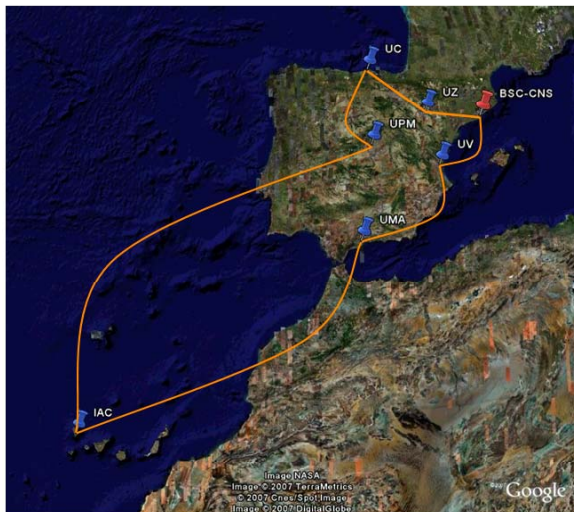 UC
UZ
BSC-CNS
UPM
UV
UMA
IAC
Image NASA
Image © 2007 TerraMetrics
© 2007 Cnes/Spot Image
Image © 2007 DigitalGlobe
Google